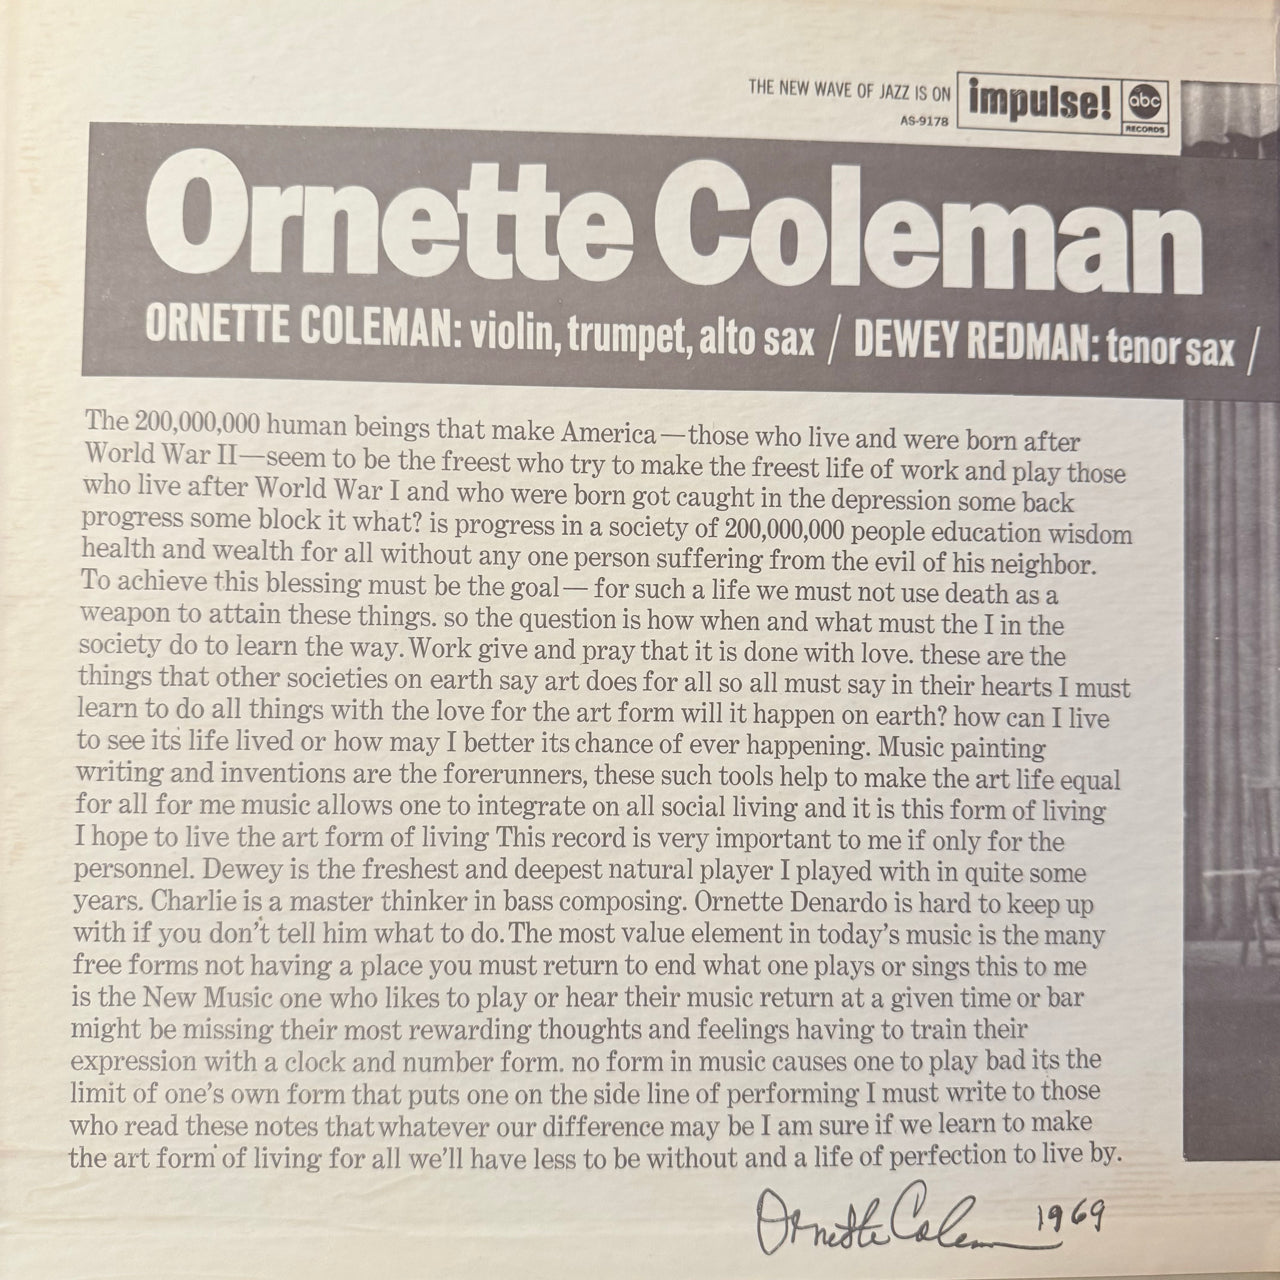 THE NEW WAVE OF JAZZ IS ON impulse! abc RECORDS
AS-9178
Ornette Coleman
ORNETTE COLEMAN: violin, trumpet, alto sax / DEWEY REDMAN: tenor sax /
The 200,000,000 human beings that make America—those who live and were born after
World War II—seem to be the freest who try to make the freest life of work and play those
who live after World War I and who were born got caught in the depression some back
progress some block it what? is progress in a society of 200,000,000 people education wisdom
health and wealth for all without any one person suffering from the evil of his neighbor.
To achieve this blessing must be the goal— for such a life we must not use death as a
weapon to attain these things. so the question is how when and what must the I in the
society do to learn the way. Work give and pray that it is done with love. these are the
things that other societies on earth say art does for all so all must say in their hearts I must
learn to do all things with the love for the art form will it happen on earth? how can I live
to see its life lived or how may I better its chance of ever happening. Music painting
writing and inventions are the forerunners, these such tools help to make the art life equal
for all for me music allows one to integrate on all social living and it is this form of living
I hope to live the art form of living This record is very important to me if only for the
personnel. Dewey is the freshest and deepest natural player I played with in quite some
years. Charlie is a master thinker in bass composing. Ornette Denardo is hard to keep up
with if you don't tell him what to do. The most value element in today's music is the many
free forms not having a place you must return to end what one plays or sings this to me
is the New Music one who likes to play or hear their music return at a given time or bar
might be missing their most rewarding thoughts and feelings having to train their
expression with a clock and number form. no form in music causes one to play bad its the
limit of one's own form that puts one on the side line of performing I must write to those
who read these notes that whatever our difference may be I am sure if we learn to make
the art form of living for all we'll have less to be without and a life of perfection to live by.
Ornette Coleman 1969